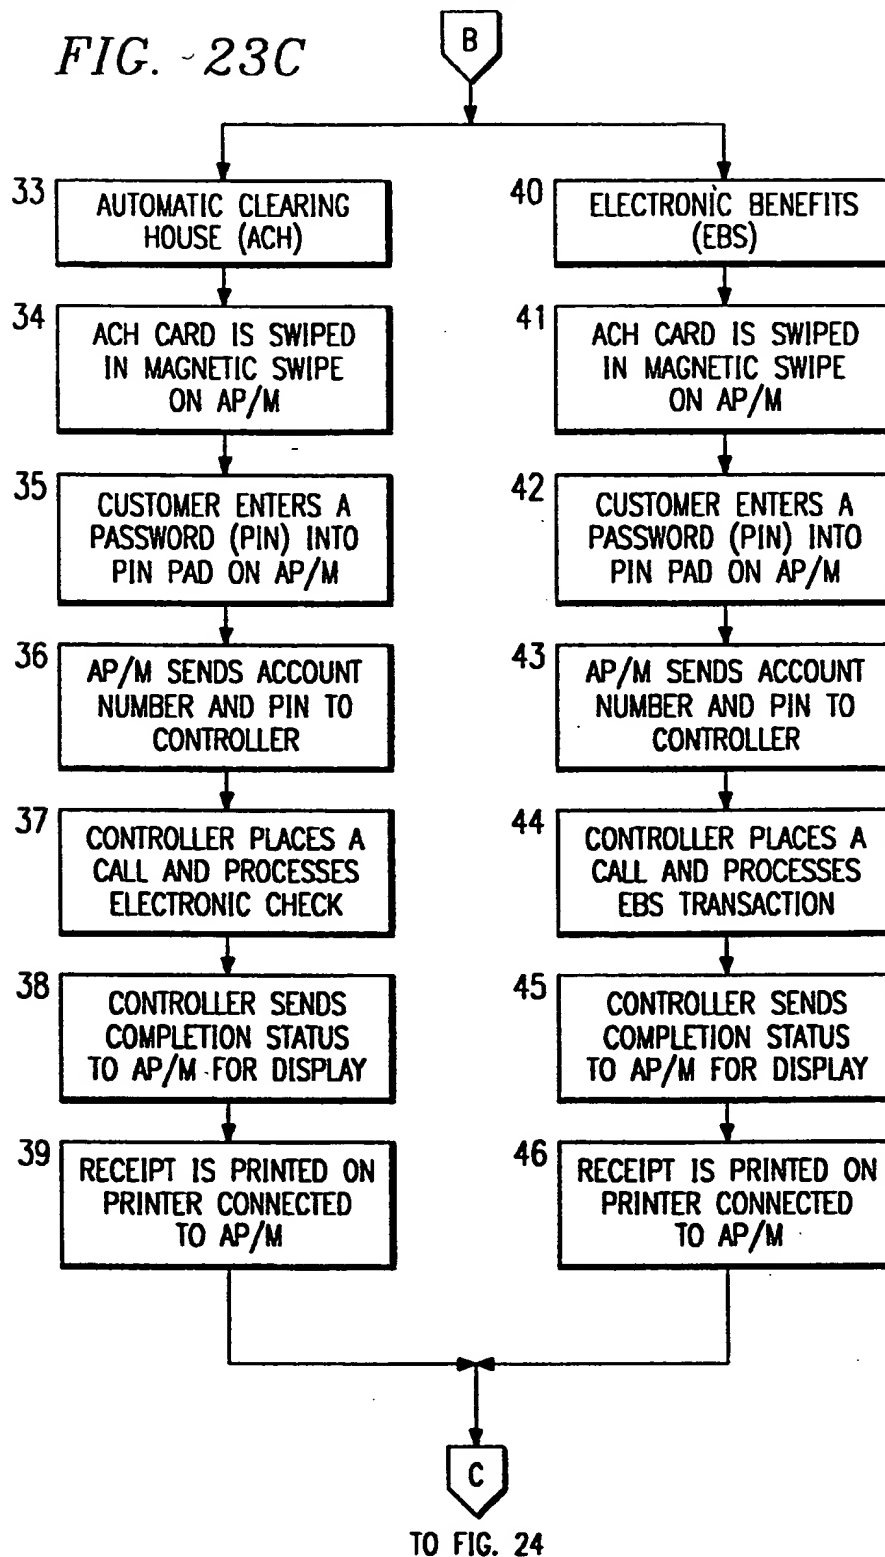 FIG. 23C
B
33
AUTOMATIC CLEARING
HOUSE (ACH)
34
ACH CARD IS SWIPED
IN MAGNETIC SWIPE
ON AP/M
35
CUSTOMER ENTERS A
PASSWORD (PIN) INTO
PIN PAD ON AP/M
36
AP/M SENDS ACCOUNT
NUMBER AND PIN TO
CONTROLLER
37
CONTROLLER PLACES A
CALL AND PROCESSES
ELECTRONIC CHECK
38
CONTROLLER SENDS
COMPLETION STATUS
TO AP/M FOR DISPLAY
39
RECEIPT IS PRINTED ON
PRINTER CONNECTED
TO AP/M
40
ELECTRONIC BENEFITS
(EBS)
41
ACH CARD IS SWIPED
IN MAGNETIC SWIPE
ON AP/M
42
CUSTOMER ENTERS A
PASSWORD (PIN) INTO
PIN PAD ON AP/M
43
AP/M SENDS ACCOUNT
NUMBER AND PIN TO
CONTROLLER
44
CONTROLLER PLACES A
CALL AND PROCESSES
EBS TRANSACTION
45
CONTROLLER SENDS
COMPLETION STATUS
TO AP/M FOR DISPLAY
46
RECEIPT IS PRINTED ON
PRINTER CONNECTED
TO AP/M
C
TO FIG. 24